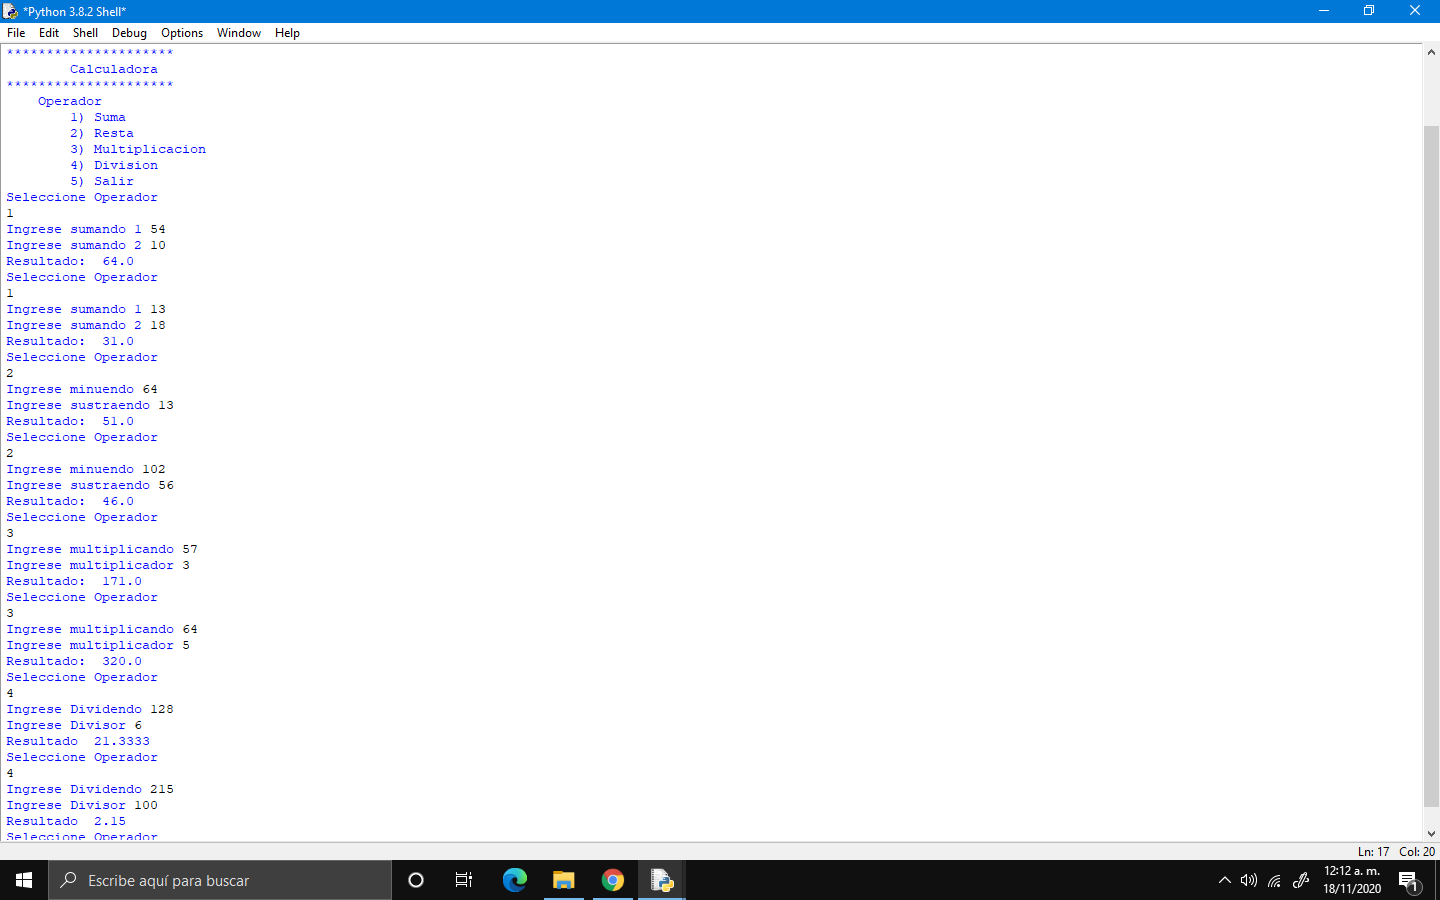 *Python 3.8.2 Shell*
File Edit Shell Debug Options Window Help
*********************
        Calculadora
*********************
    Operador
        1) Suma
        2) Resta
        3) Multiplicacion
        4) Division
        5) Salir
Seleccione Operador
1
Ingrese sumando 1 54
Ingrese sumando 2 10
Resultado:  64.0
Seleccione Operador
1
Ingrese sumando 1 13
Ingrese sumando 2 18
Resultado:  31.0
Seleccione Operador
2
Ingrese minuendo 64
Ingrese sustraendo 13
Resultado:  51.0
Seleccione Operador
2
Ingrese minuendo 102
Ingrese sustraendo 56
Resultado:  46.0
Seleccione Operador
3
Ingrese multiplicando 57
Ingrese multiplicador 3
Resultado:  171.0
Seleccione Operador
3
Ingrese multiplicando 64
Ingrese multiplicador 5
Resultado:  320.0
Seleccione Operador
4
Ingrese Dividendo 128
Ingrese Divisor 6
Resultado  21.3333
Seleccione Operador
4
Ingrese Dividendo 215
Ingrese Divisor 100
Resultado  2.15
Seleccione Operador
Ln: 17 Col: 20
Escribe aquí para buscar
12:12 a. m.
18/11/2020
1